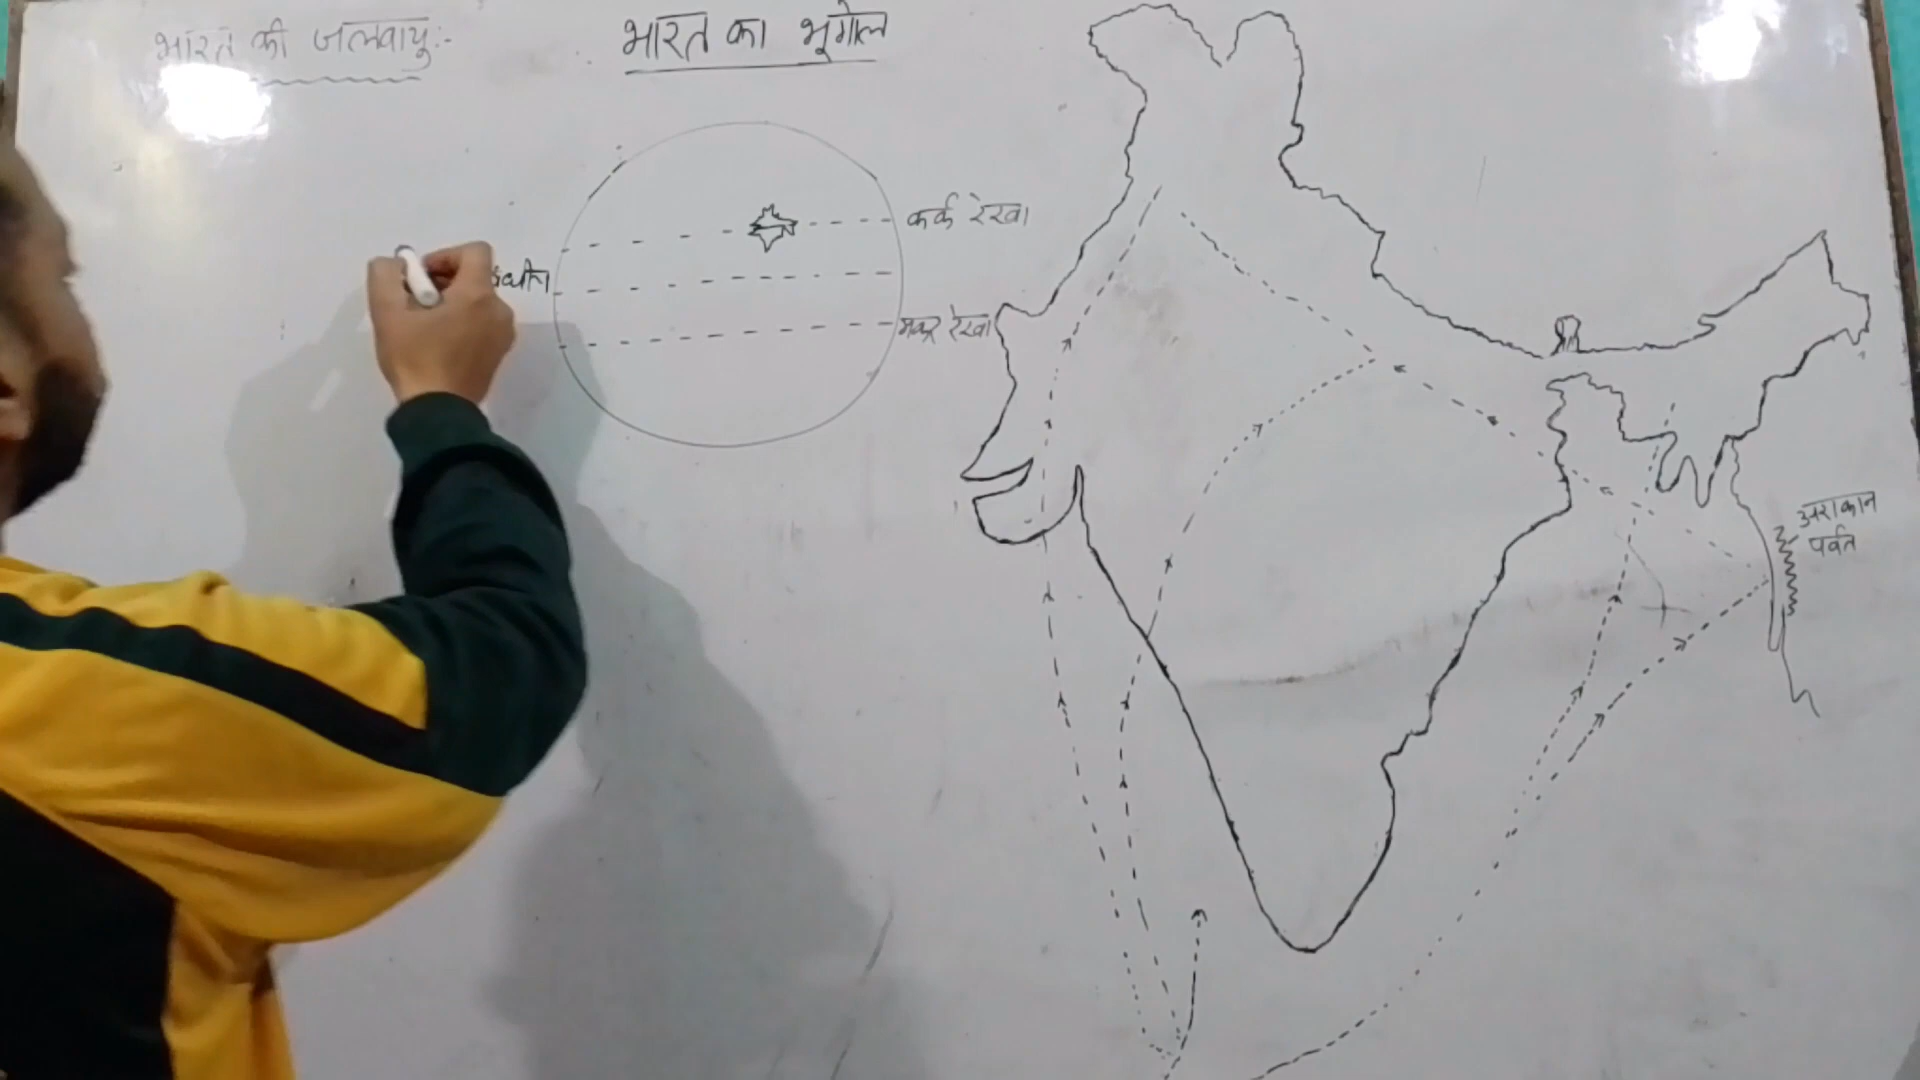 भारत की जलवायु:-
भारत का भूगोल
कर्क रेखा
मकर रेखा
अराकान
पर्वत